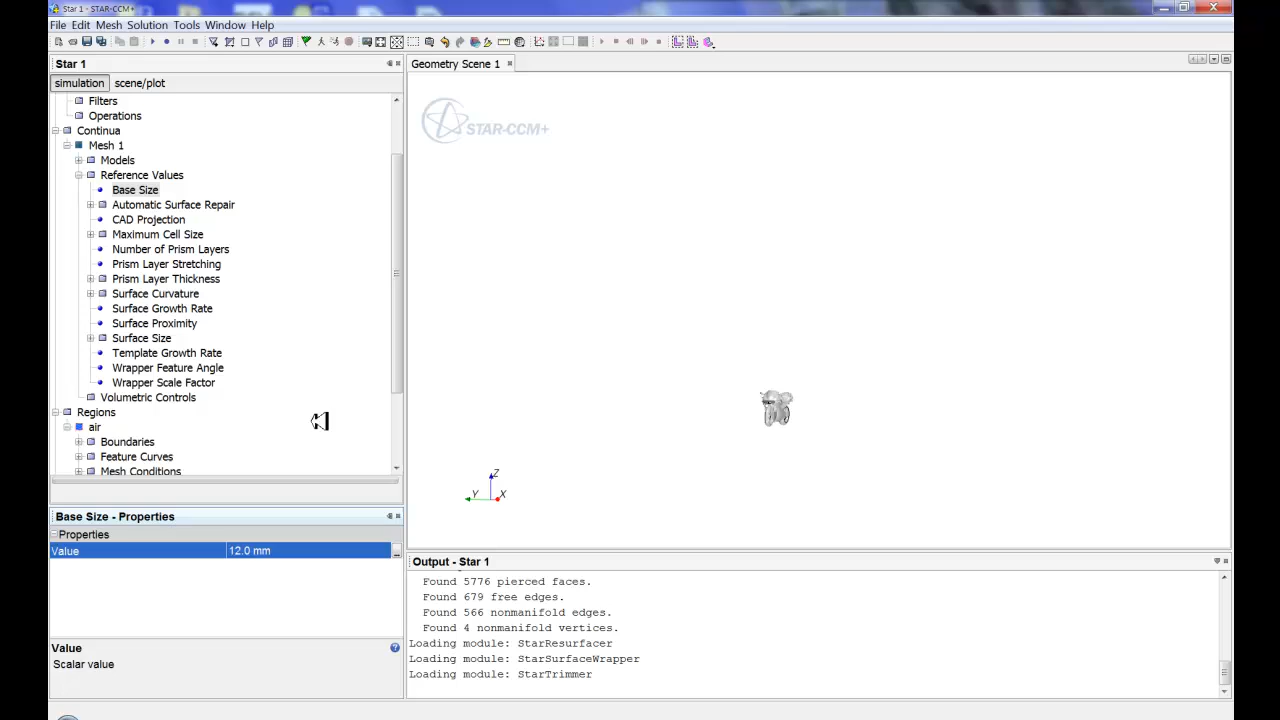 Star 1 - STAR-CCM+
File Edit Mesh Solution Tools Window Help
Star 1
simulation scene/plot
Filters
Operations
Continua
Mesh 1
Models
Reference Values
Base Size
Automatic Surface Repair
CAD Projection
Maximum Cell Size
Number of Prism Layers
Prism Layer Stretching
Prism Layer Thickness
Surface Curvature
Surface Growth Rate
Surface Proximity
Surface Size
Template Growth Rate
Wrapper Feature Angle
Wrapper Scale Factor
Volumetric Controls
Regions
air
Boundaries
Feature Curves
Mesh Conditions
Base Size - Properties
Properties
Value 12.0 mm
Value
Scalar value
Geometry Scene 1
STAR-CCM+
Z
Y X
Output - Star 1
Found 5776 pierced faces.
Found 679 free edges.
Found 566 nonmanifold edges.
Found 4 nonmanifold vertices.
Loading module: StarResurfacer
Loading module: StarSurfaceWrapper
Loading module: StarTrimmer